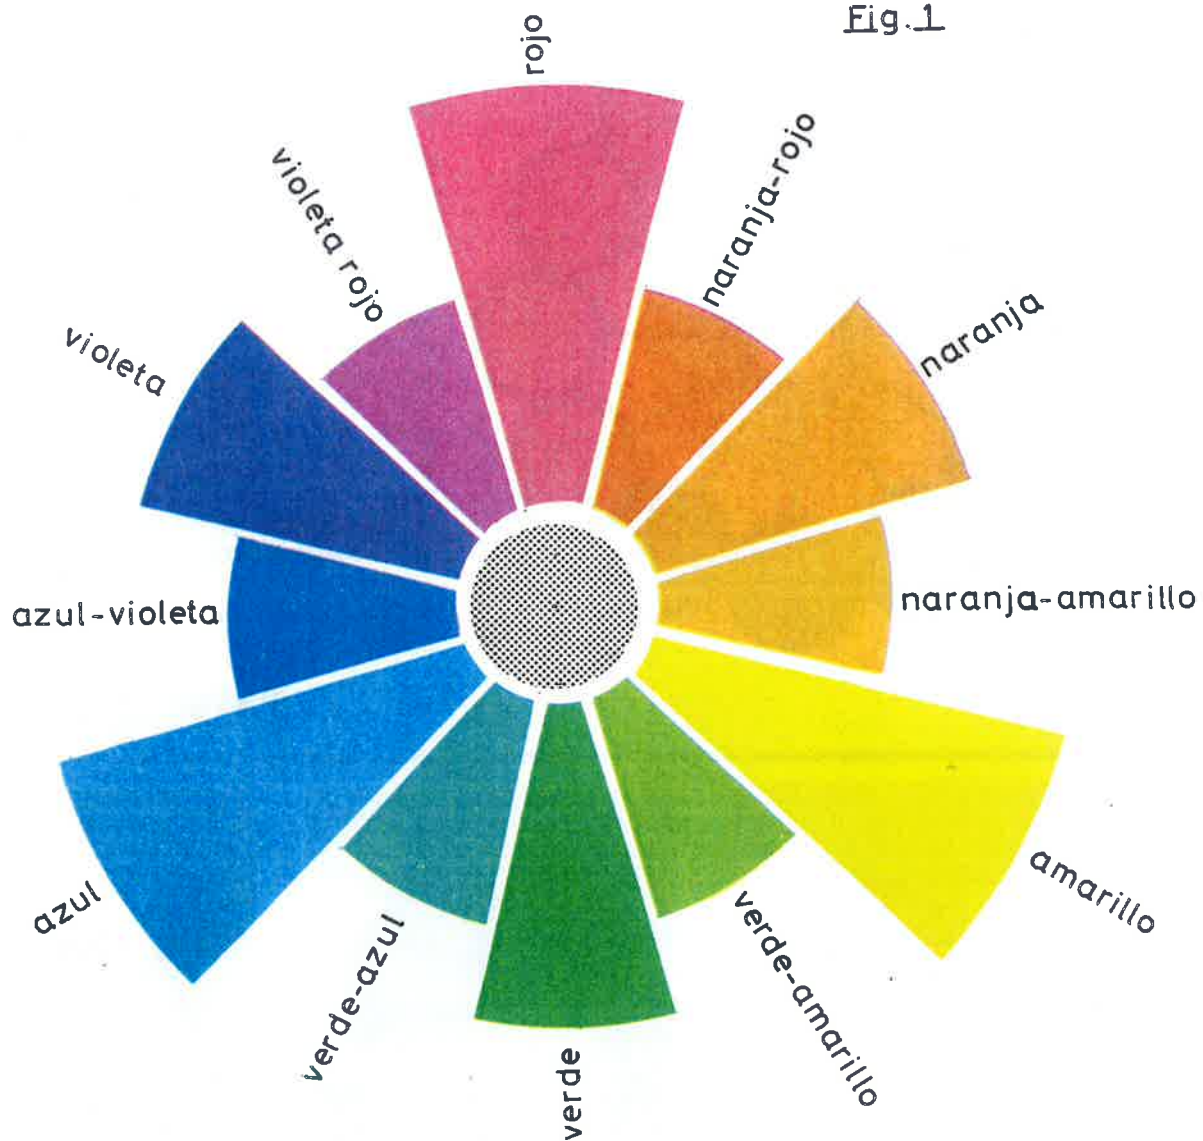 Fig.1
rojo
naranja-rojo
naranja
naranja-amarillo
amarillo
verde-amarillo
verde
verde-azul
azul
azul-violeta
violeta
violeta rojo